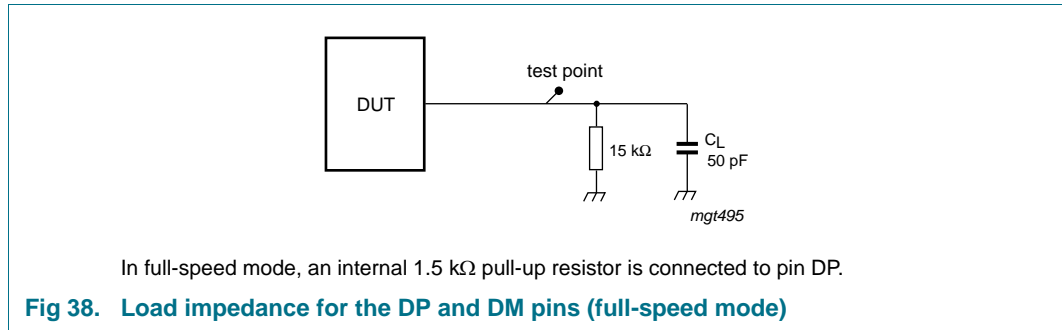 test point
DUT
15 kΩ
CL
50 pF
mgt495
In full-speed mode, an internal 1.5 kΩ pull-up resistor is connected to pin DP.
Fig 38. Load impedance for the DP and DM pins (full-speed mode)